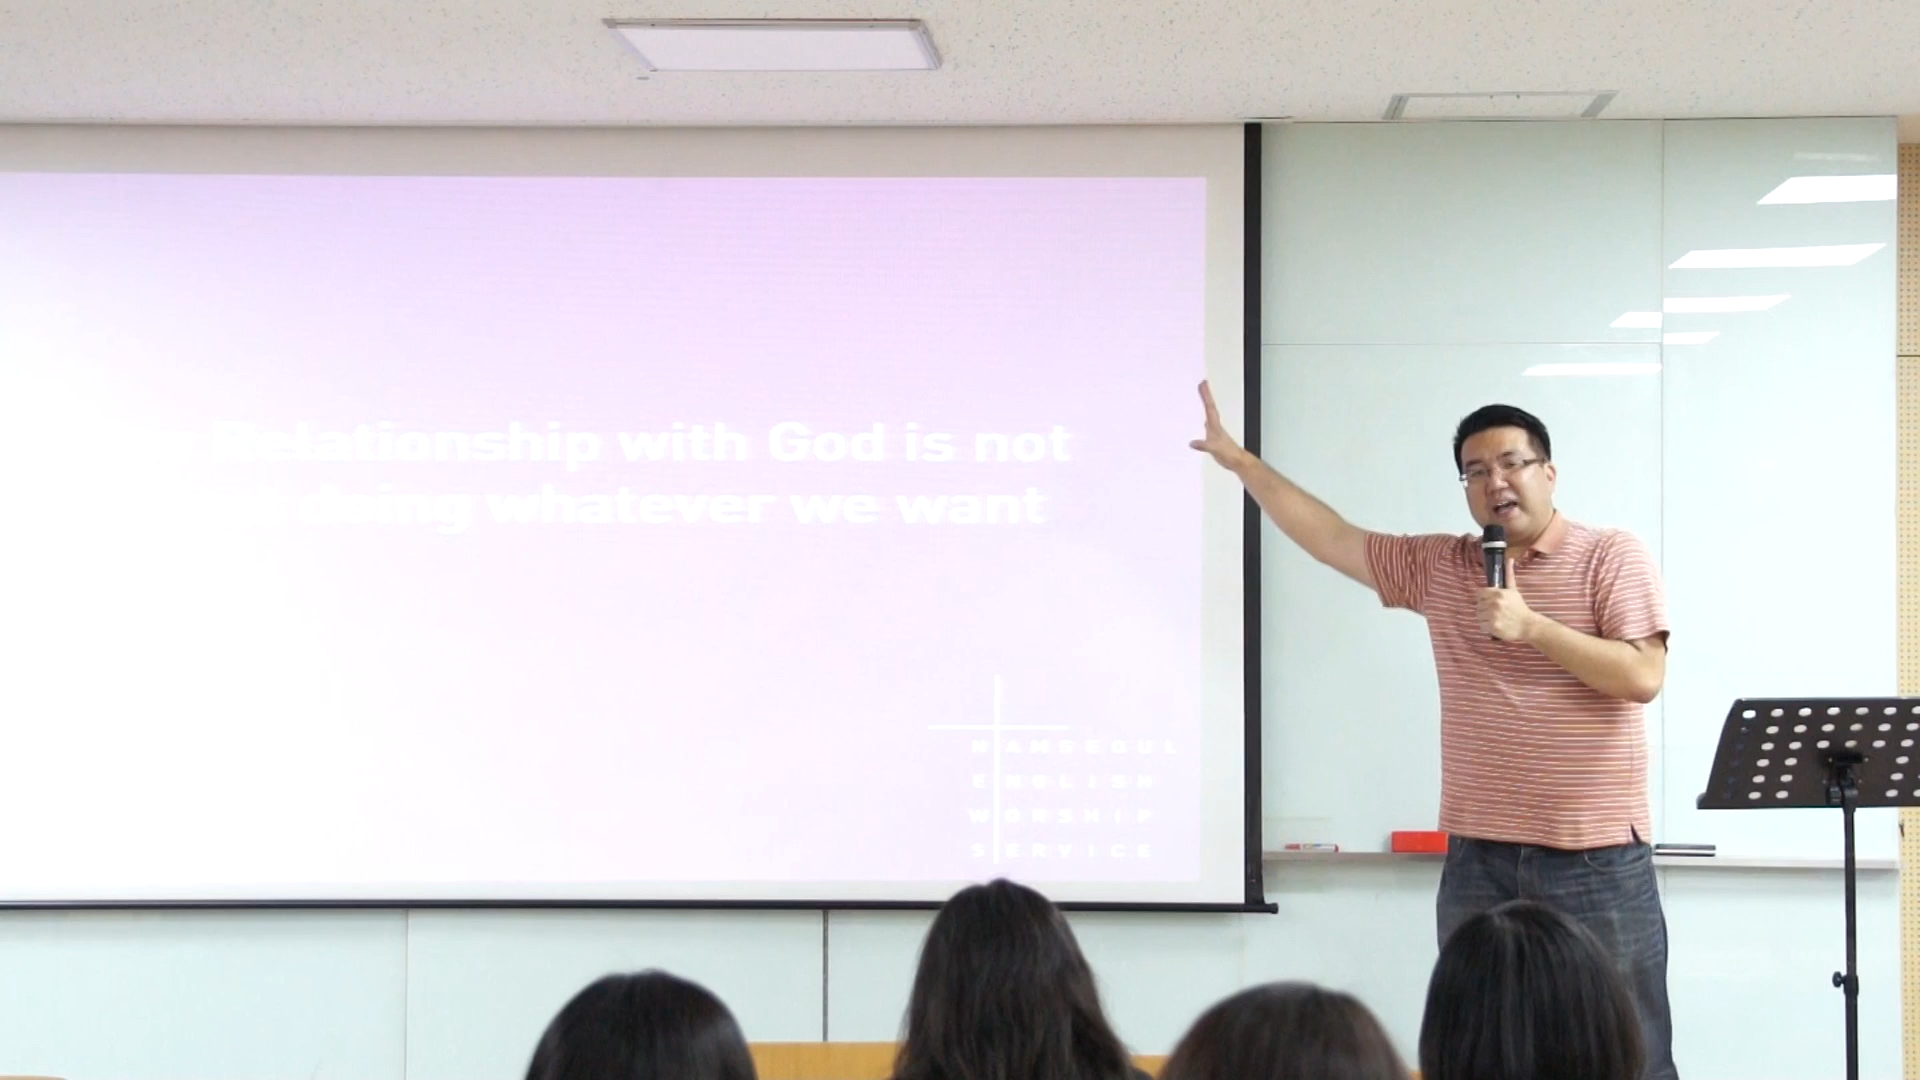 Relationship with God is not
doing whatever we want
NAMSEOUL
ENGLISH
WORSHIP
SERVICE